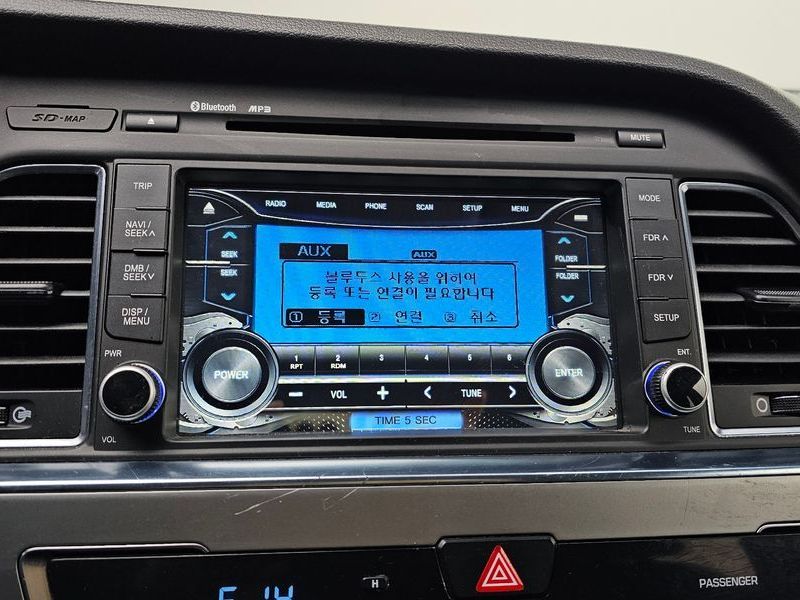 Bluetooth MP3
SD-MAP
MUTE
TRIP
NAVI/
SEEK∧
DMB/
SEEK∨
DISP/
MENU
PWR
VOL
RADIO MEDIA PHONE SCAN SETUP MENU
SEEK
SEEK
FOLDER
FOLDER
AUX AUX
블루투스 사용을 위하여
등록 또는 연결이 필요합니다
① 등록 ② 연결 ③ 취소
POWER
1 2 3 4 5 6
RPT RDM
− VOL + < TUNE >
ENTER
TIME 5 SEC
MODE
FDR ∧
FDR ∨
SETUP
ENT.
TUNE
H
PASSENGER